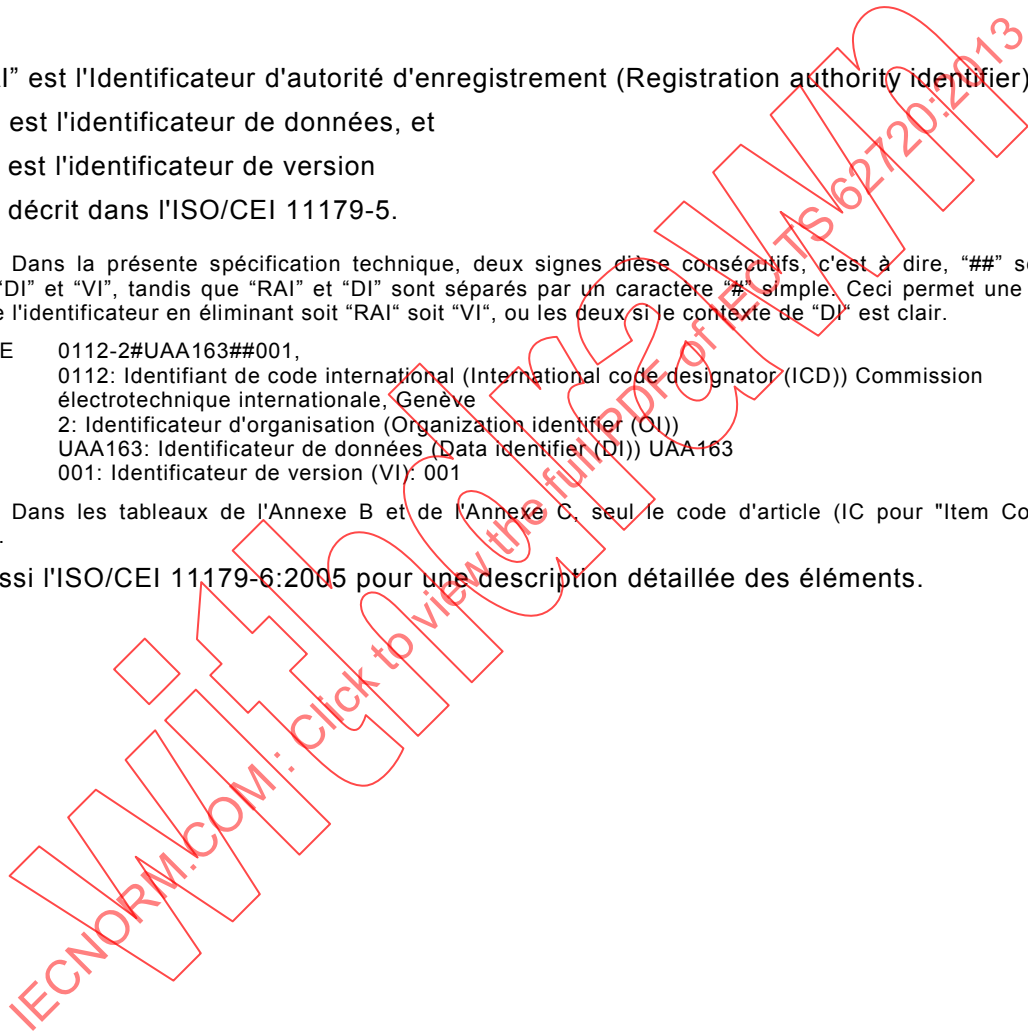 I” est l'Identificateur d'autorité d'enregistrement (Registration authority identifier)
est l'identificateur de données, et
est l'identificateur de version
décrit dans l'ISO/CEI 11179-5.
Dans la présente spécification technique, deux signes dièse consécutifs, c'est à dire, “##” s
“DI” et “VI”, tandis que “RAI” et “DI” sont séparés par un caractère “#” simple. Ceci permet une
l'identificateur en éliminant soit “RAI“ soit “VI“, ou les deux si le contexte de “DI“ est clair.
E 0112-2#UAA163##001,
0112: Identifiant de code international (International code designator (ICD)) Commission
électrotechnique internationale, Genève
2: Identificateur d'organisation (Organization identifier (OI))
UAA163: Identificateur de données (Data identifier (DI)) UAA163
001: Identificateur de version (VI): 001
Dans les tableaux de l'Annexe B et de l'Annexe C, seul le code d'article (IC pour "Item Co
.
ssi l'ISO/CEI 11179-6:2005 pour une description détaillée des éléments.
withdrawn
IECNORM.COM : Click to view the full PDF of IEC TS 62720:2013